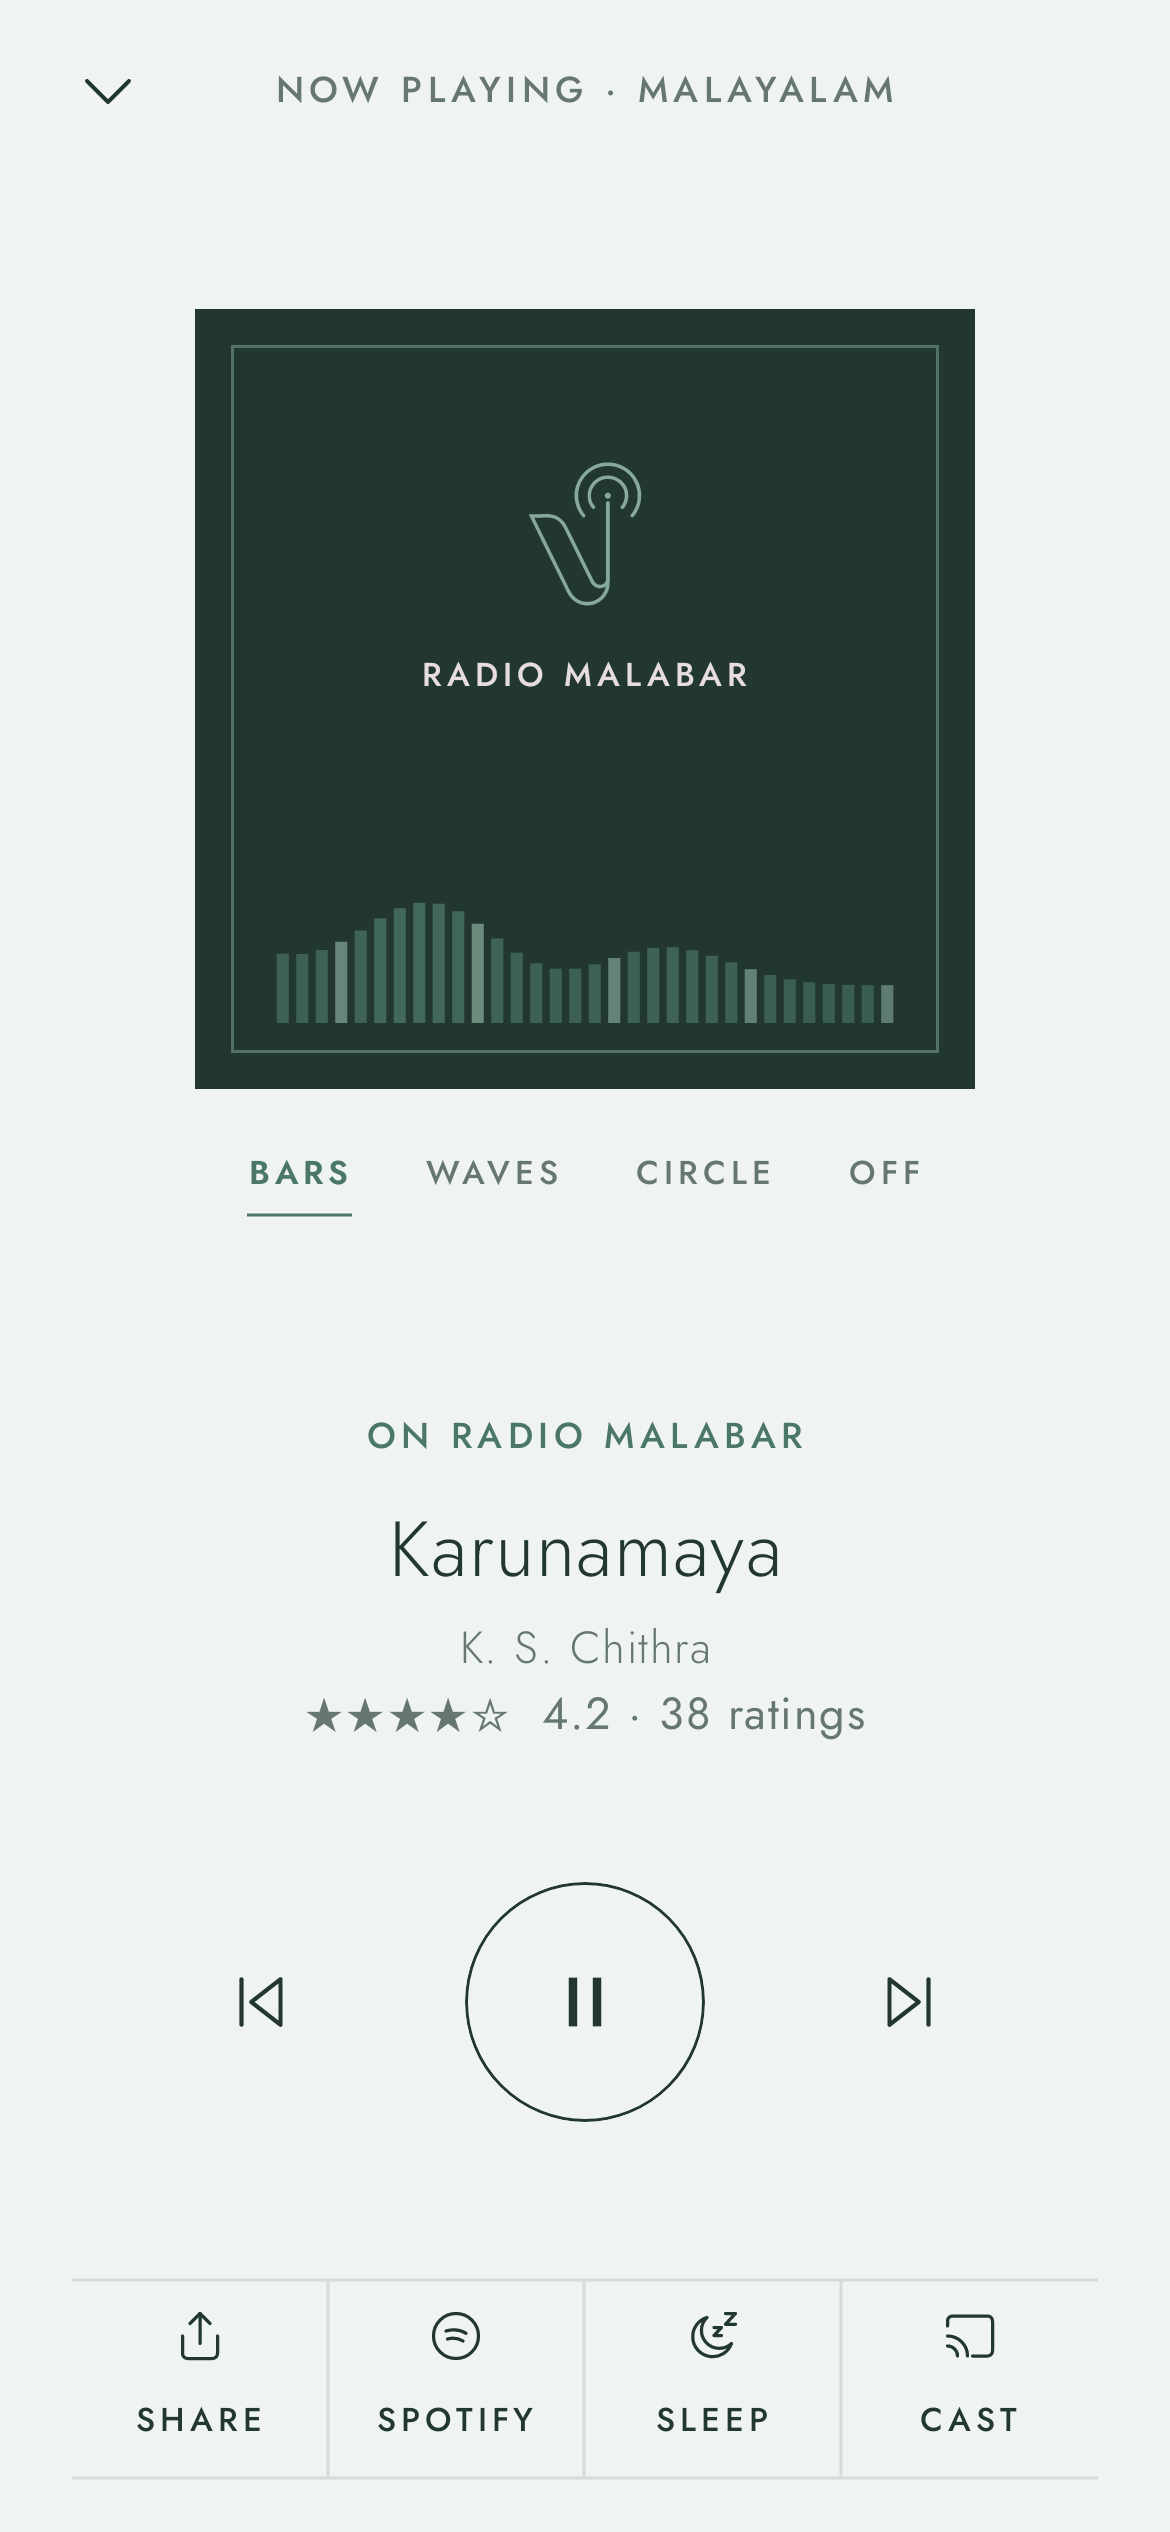 NOW PLAYING · MALAYALAM
RADIO MALABAR
BARS WAVES CIRCLE OFF
ON RADIO MALABAR
Karunamaya
K. S. Chithra
★★★★☆ 4.2 · 38 ratings
SHARE SPOTIFY SLEEP CAST